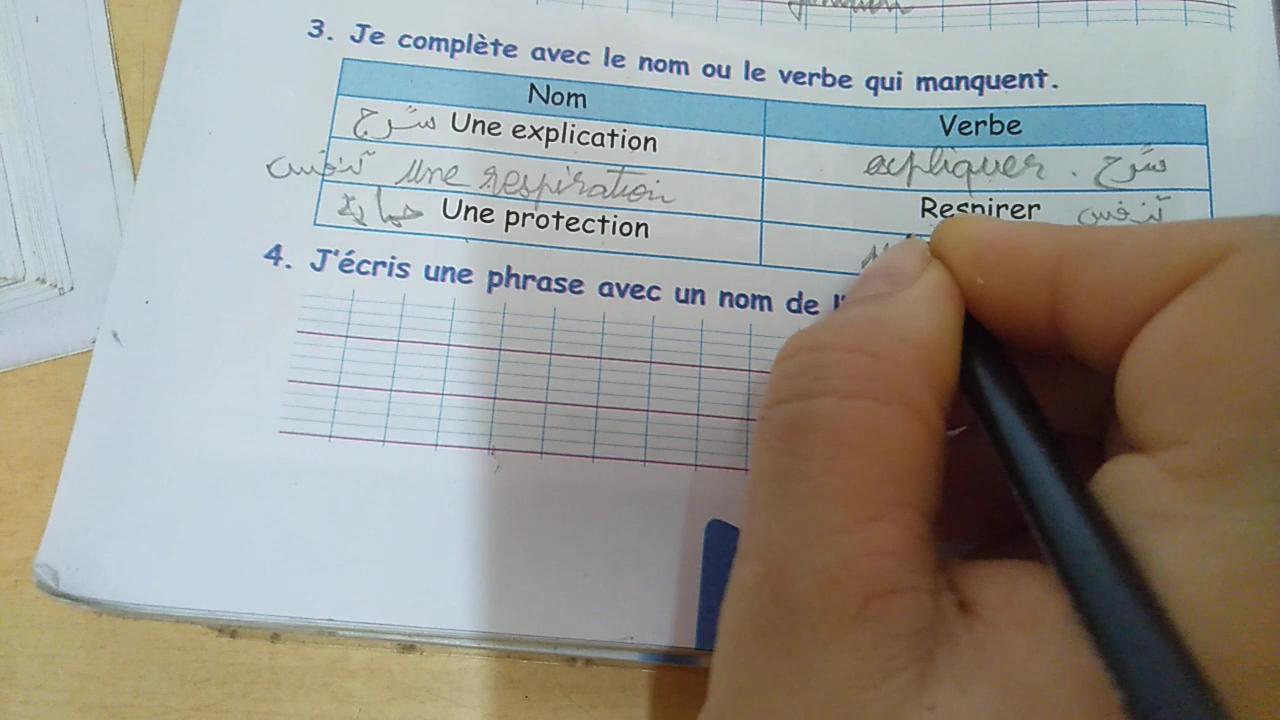 3. Je complète avec le nom ou le verbe qui manquent.
Nom Verbe
شرح Une explication expliquer. شرح
تنفس Une respiration Respirer تنفس
حماية Une protection
4. J'écris une phrase avec un nom de l'